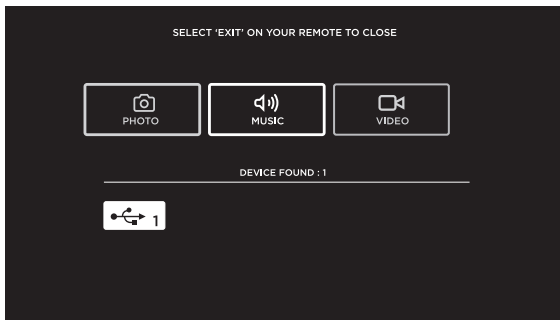 SELECT 'EXIT' ON YOUR REMOTE TO CLOSE
PHOTO MUSIC VIDEO
DEVICE FOUND : 1
1